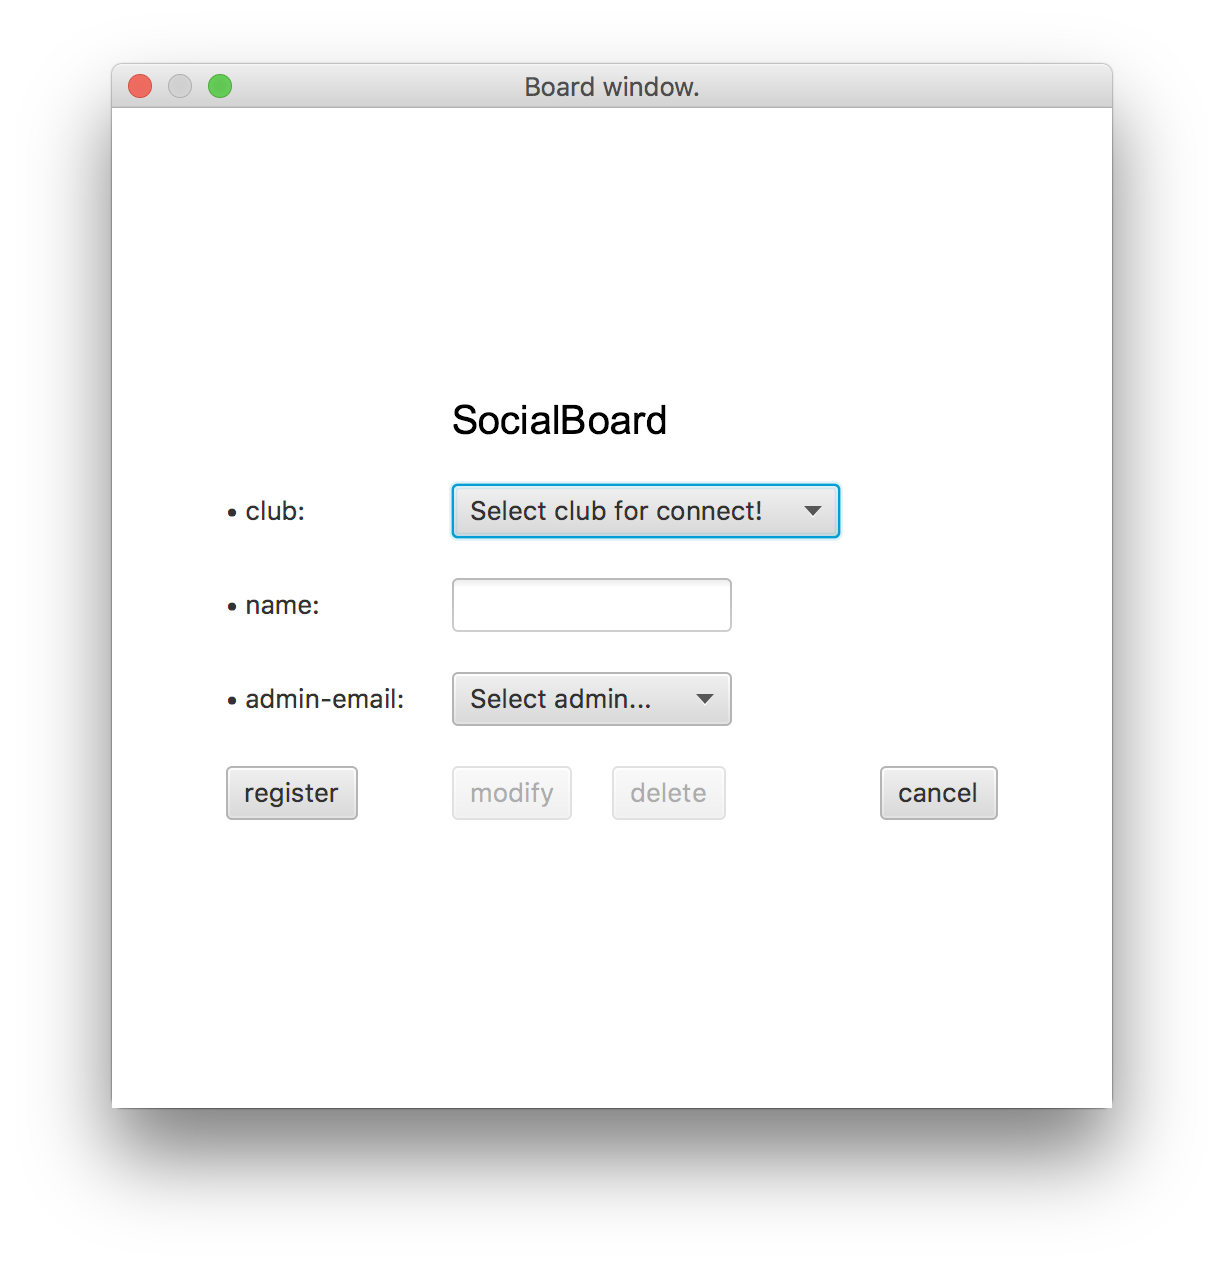 Board window.
SocialBoard
• club: Select club for connect!
• name:
• admin-email: Select admin...
register modify delete cancel